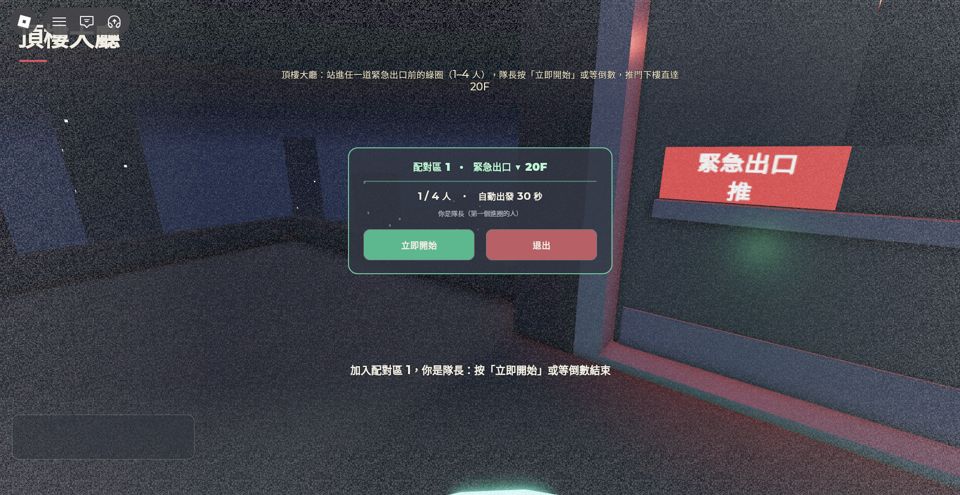 頂樓大廳
頂樓大廳：站進任一道緊急出口前的綠圈（1–4 人），隊長按「立即開始」或等倒數，推門下樓直達
20F
配對區 1 • 緊急出口 ▼ 20F
1 / 4 人 • 自動出發 30 秒
你是隊長（第一個進圈的人）
立即開始
退出
緊急出口
推
加入配對區 1，你是隊長：按「立即開始」或等倒數結束